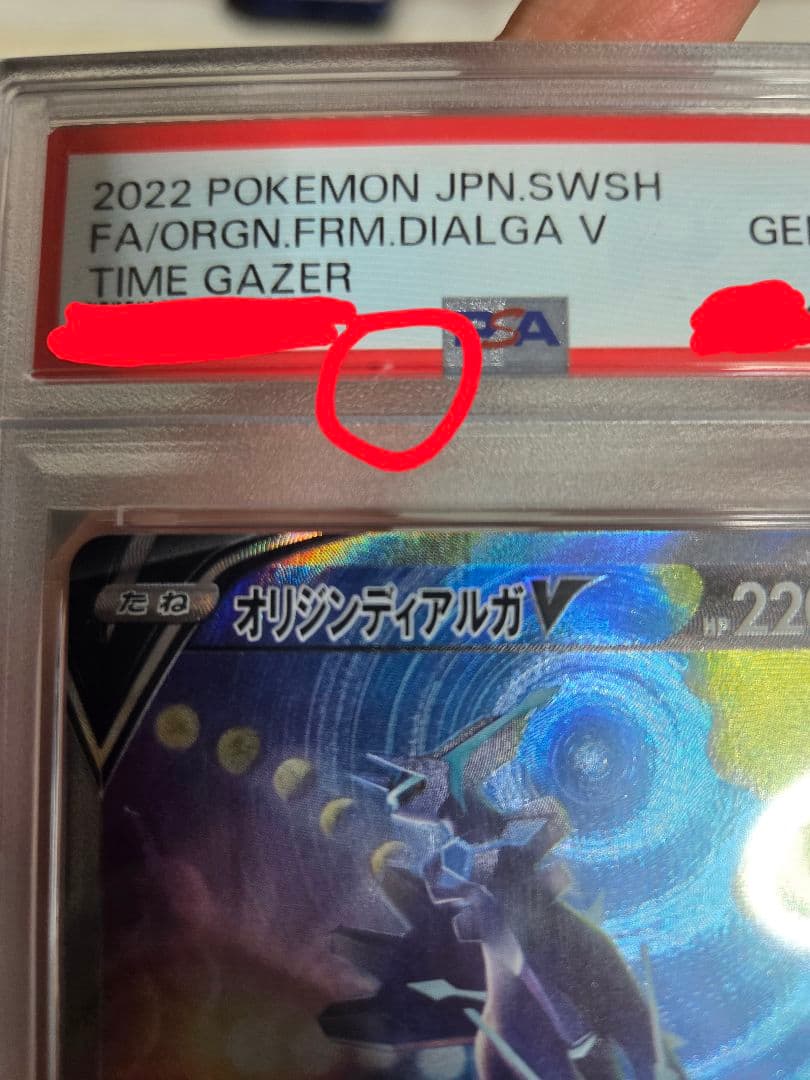 2022 POKEMON JPN.SWSH
FA/ORGN.FRM.DIALGA V
TIME GAZER
PSA
たね
オリジンディアルガV
HP 220